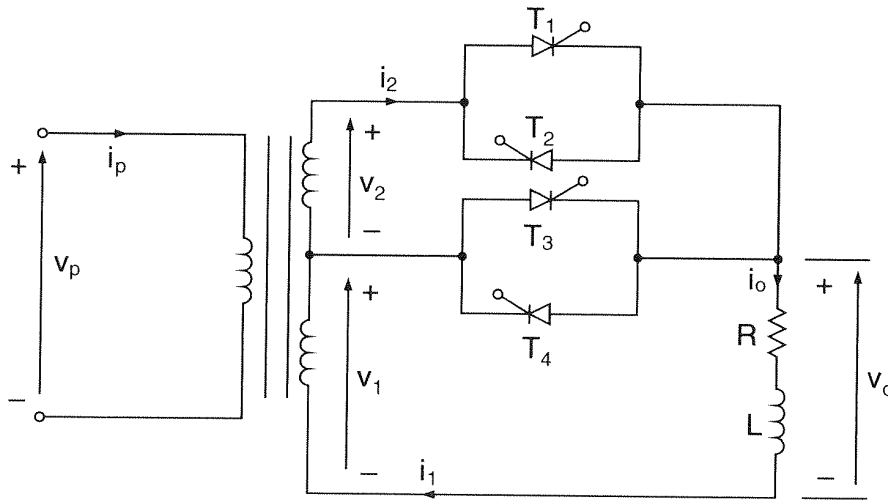 T1
i2
T2
+
ip
+
+
v2
−
T3
vp
+
io
+
R
T4
v1
vo
−
L
−
i1
−